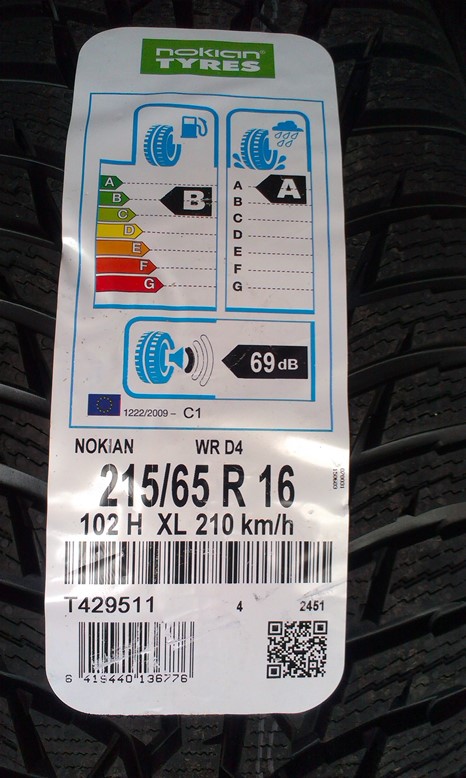 nokian®
TYRES
A
B
C
D
E
F
G
B
A
B
C
D
E
F
G
A
69 dB
1222/2009 - C1
NOKIAN WR D4
215/65 R 16
102 H XL 210 km/h
T429511 4 2451
6 419440 136776